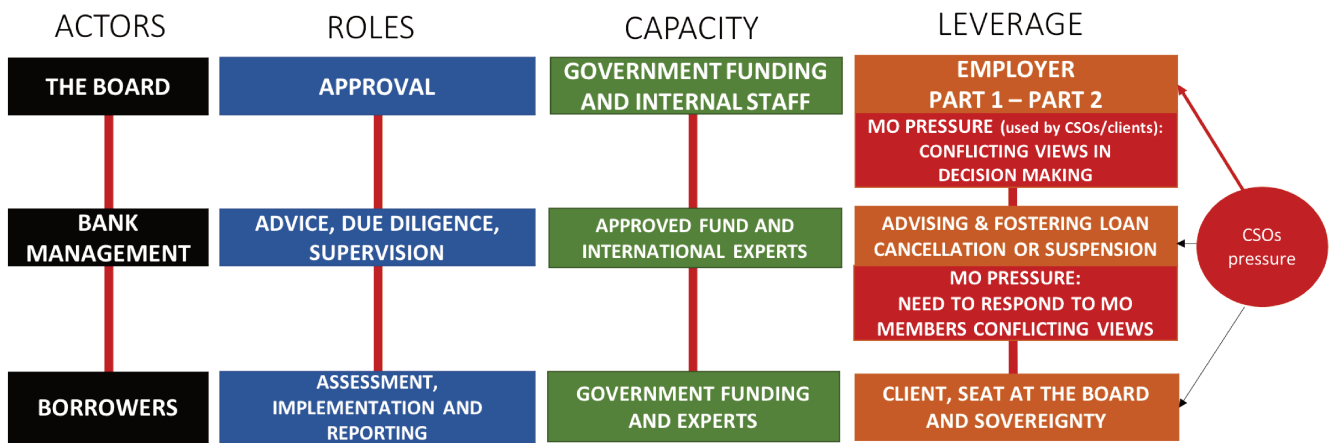 ACTORS
ROLES
CAPACITY
LEVERAGE
THE BOARD
APPROVAL
GOVERNMENT FUNDING
AND INTERNAL STAFF
EMPLOYER
PART 1 – PART 2
MO PRESSURE (used by CSOs/clients):
CONFLICTING VIEWS IN
DECISION MAKING
BANK
MANAGEMENT
ADVICE, DUE DILIGENCE,
SUPERVISION
APPROVED FUND AND
INTERNATIONAL EXPERTS
ADVISING & FOSTERING LOAN
CANCELLATION OR SUSPENSION
MO PRESSURE:
NEED TO RESPOND TO MO
MEMBERS CONFLICTING VIEWS
CSOs
pressure
BORROWERS
ASSESSMENT,
IMPLEMENTATION AND
REPORTING
GOVERNMENT FUNDING
AND EXPERTS
CLIENT, SEAT AT THE BOARD
AND SOVEREIGNTY